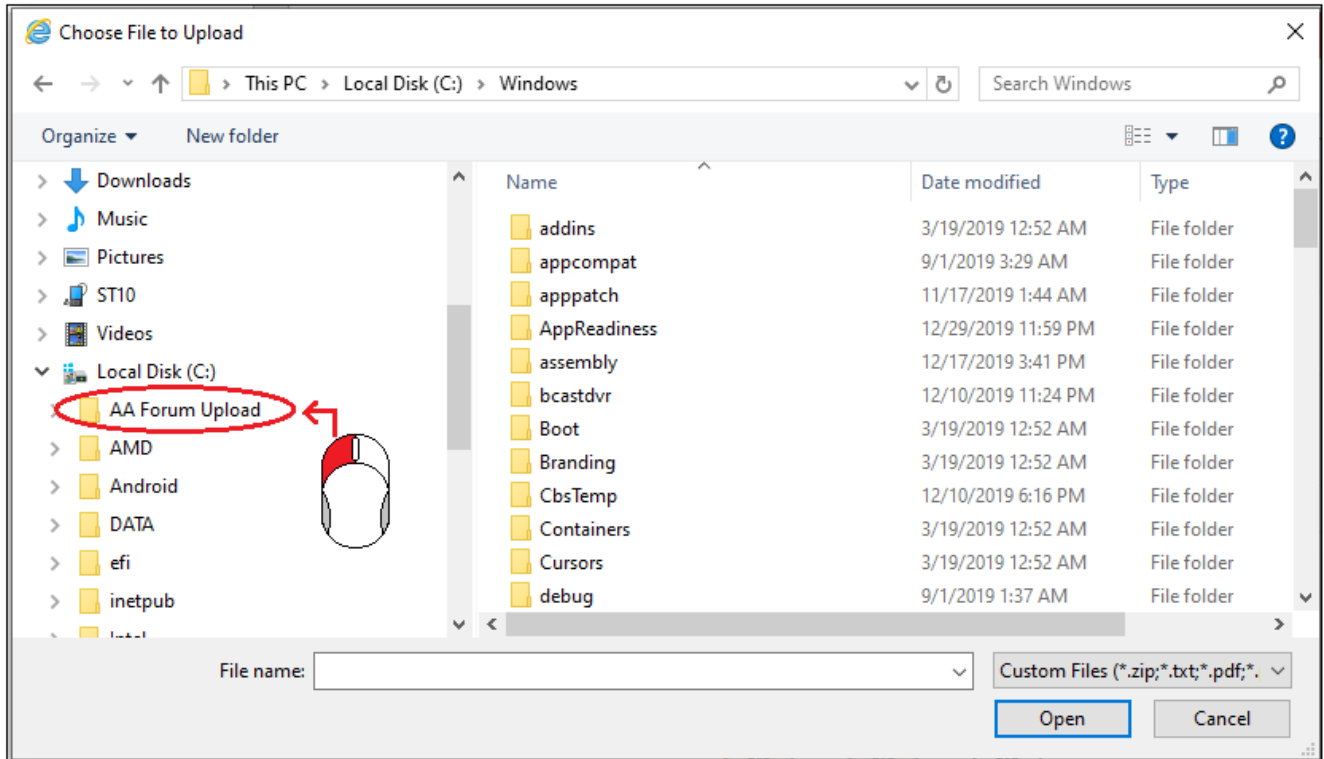 Choose File to Upload
This PC > Local Disk (C:) > Windows
Search Windows
Organize
New folder
Downloads
Music
Pictures
ST10
Videos
Local Disk (C:)
AA Forum Upload
AMD
Android
DATA
efi
inetpub
Name Date modified Type
addins 3/19/2019 12:52 AM File folder
appcompat 9/1/2019 3:29 AM File folder
apppatch 11/17/2019 1:44 AM File folder
AppReadiness 12/29/2019 11:59 PM File folder
assembly 12/17/2019 3:41 PM File folder
bcastdvr 12/10/2019 11:24 PM File folder
Boot 3/19/2019 12:52 AM File folder
Branding 3/19/2019 12:52 AM File folder
CbsTemp 12/10/2019 6:16 PM File folder
Containers 3/19/2019 12:52 AM File folder
Cursors 3/19/2019 12:52 AM File folder
debug 9/1/2019 1:37 AM File folder
File name:
Custom Files (*.zip;*.txt;*.pdf;*.
Open
Cancel